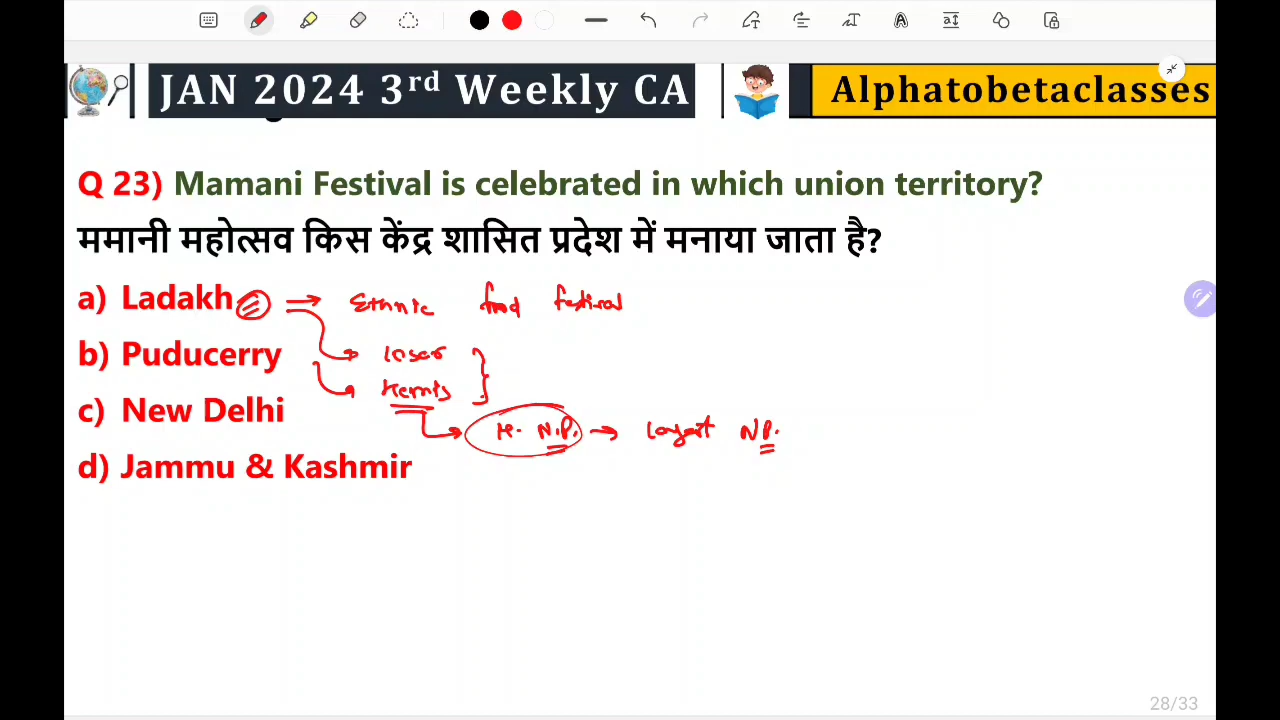 JAN 2024 3rd Weekly CA
Alphatobetaclasses
Q 23) Mamani Festival is celebrated in which union territory?
ममानी महोत्सव किस केंद्र शासित प्रदेश में मनाया जाता है?
a) Ladakh Ethnic food festival
b) Puducerry losar
Hemis
c) New Delhi
H. N.P. largest NP.
d) Jammu & Kashmir
28/33